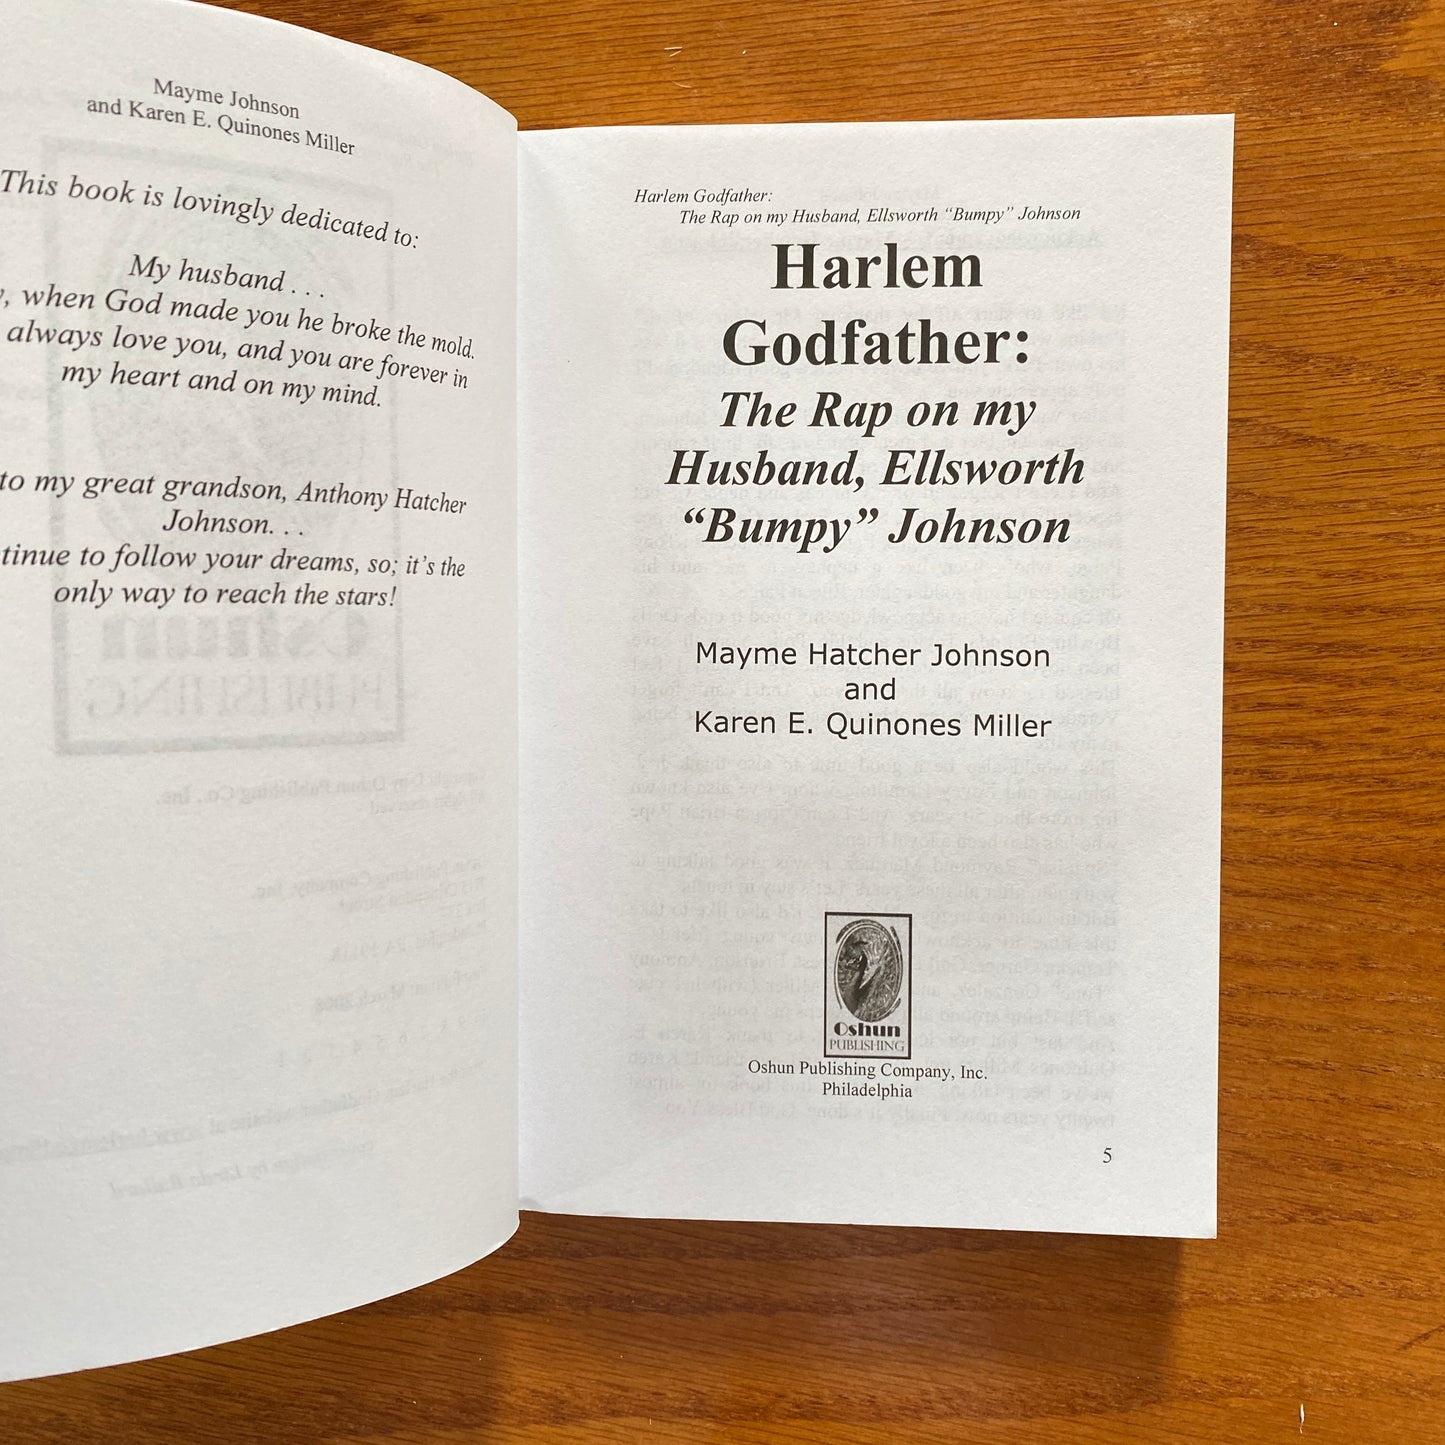 Mayme Johnson
and Karen E. Quinones Miller
This book is lovingly dedicated to:
My husband . . .
when God made you he broke the mold.
always love you, and you are forever in
my heart and on my mind.
to my great grandson, Anthony Hatcher
Johnson. . .
to follow your dreams, so; it's the
only way to reach the stars!
Harlem Godfather:
The Rap on my Husband, Ellsworth “Bumpy” Johnson
Harlem
Godfather:
The Rap on my
Husband, Ellsworth
“Bumpy” Johnson
Mayme Hatcher Johnson
and
Karen E. Quinones Miller
Oshun
PUBLISHING
Oshun Publishing Company, Inc.
Philadelphia
5